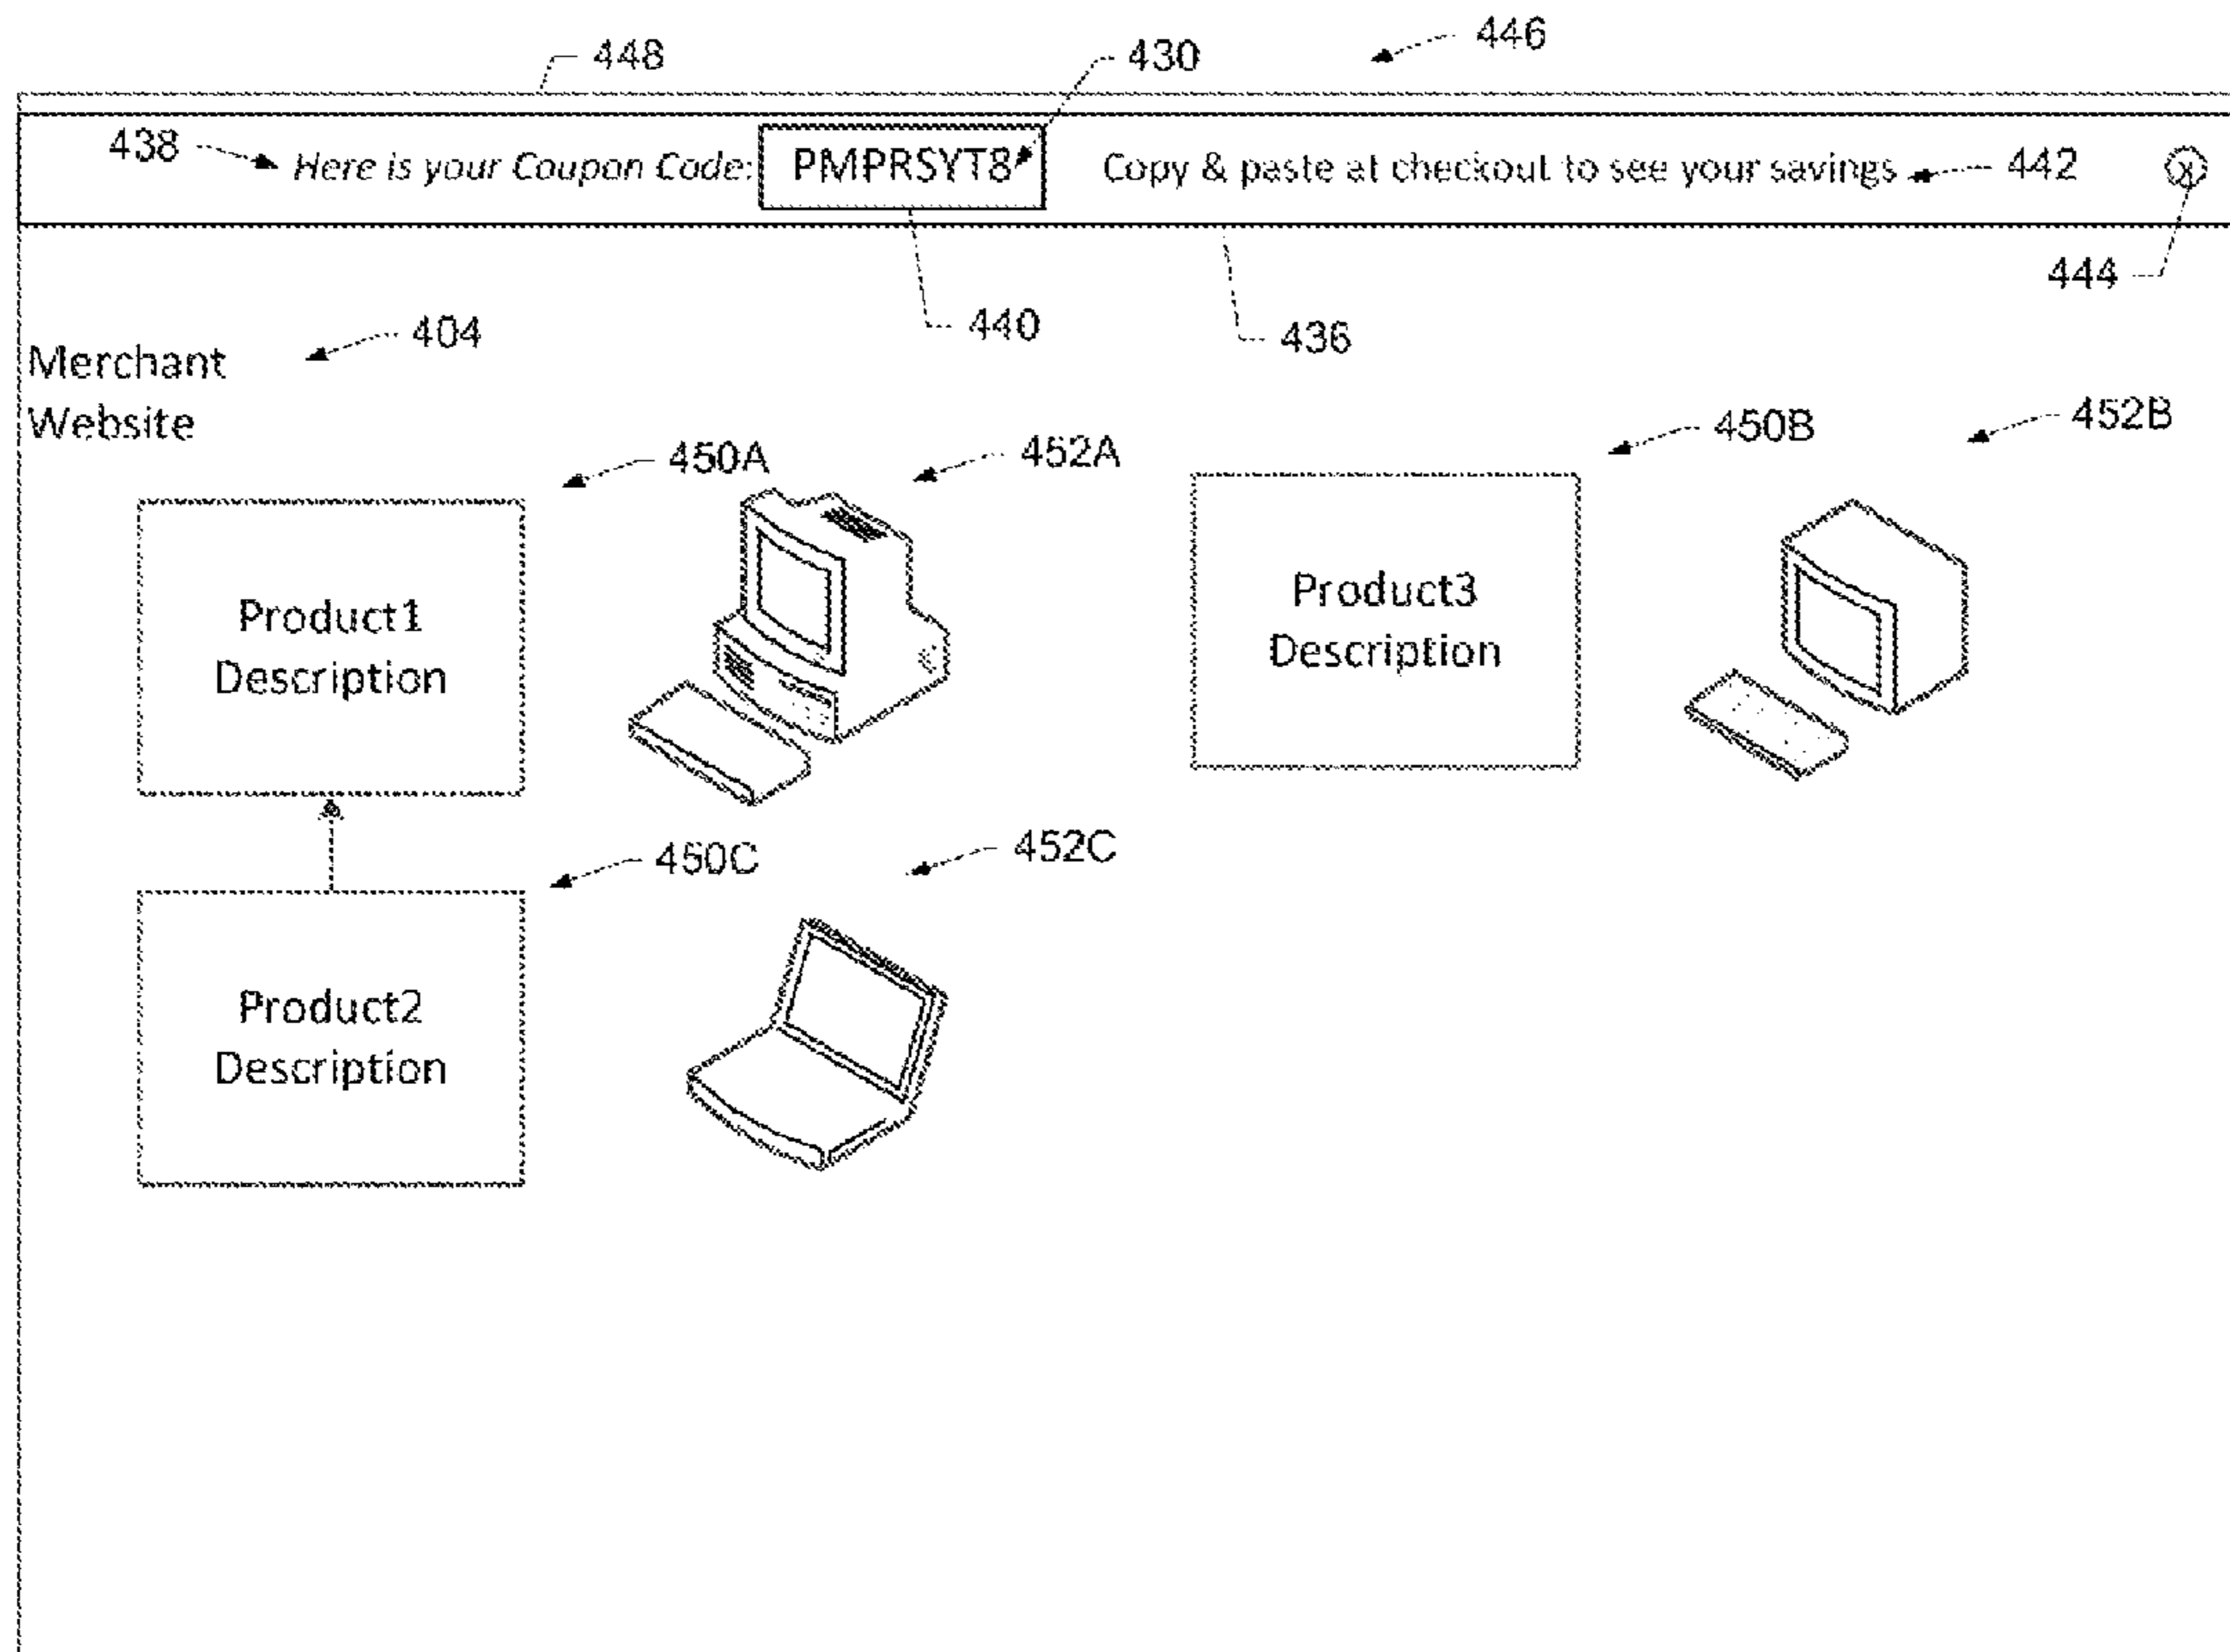 448
430
446
438
Here is your Coupon Code:
PMPRSYT8
Copy & paste at checkout to see your savings
442
x
444
440
436
404
Merchant
Website
450A
452A
450B
452B
Product1
Description
Product3
Description
450C
452C
Product2
Description